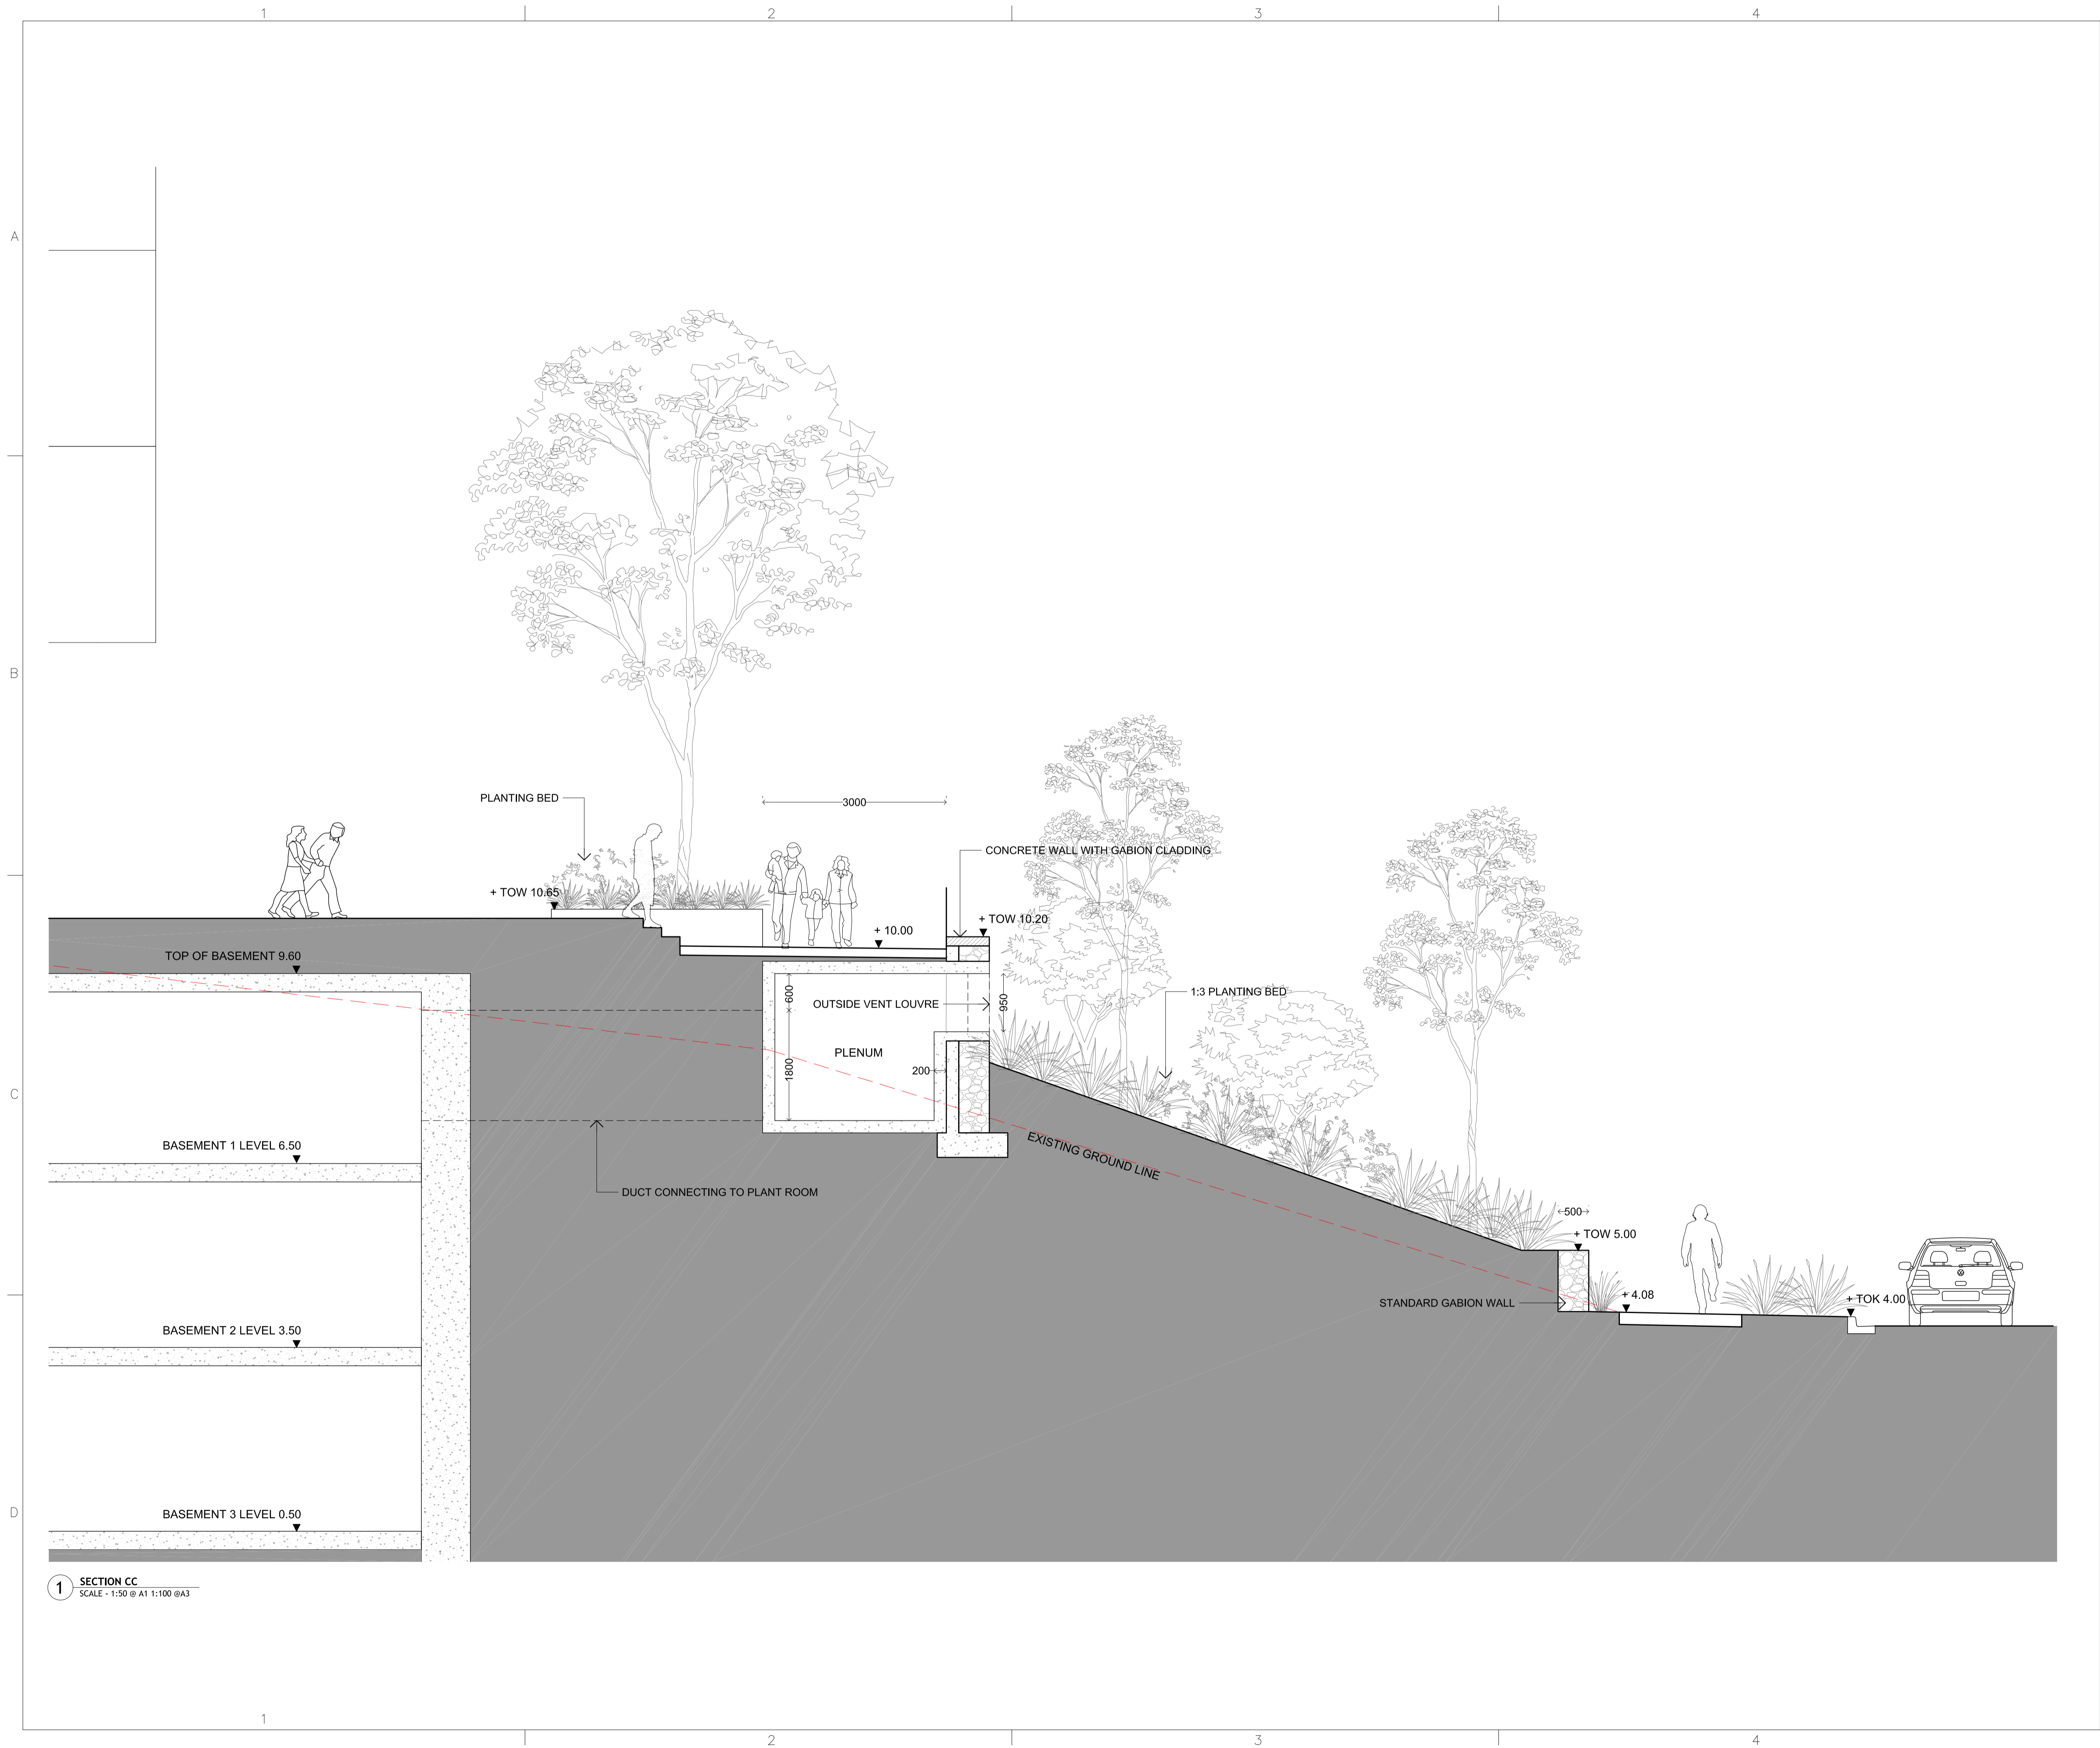 1 2 3 4
A
B
C
D
PLANTING BED
3000
CONCRETE WALL WITH GABION CLADDING
+ TOW 10.65
+ TOW 10.20
+ 10.00
TOP OF BASEMENT 9.60
600
OUTSIDE VENT LOUVRE
950
1:3 PLANTING BED
PLENUM
1800
200
EXISTING GROUND LINE
BASEMENT 1 LEVEL 6.50
DUCT CONNECTING TO PLANT ROOM
500
+ TOW 5.00
+ 4.08
STANDARD GABION WALL
+ TOK 4.00
BASEMENT 2 LEVEL 3.50
BASEMENT 3 LEVEL 0.50
1
SECTION CC
SCALE - 1:50 @ A1 1:100 @A3
1 2 3 4